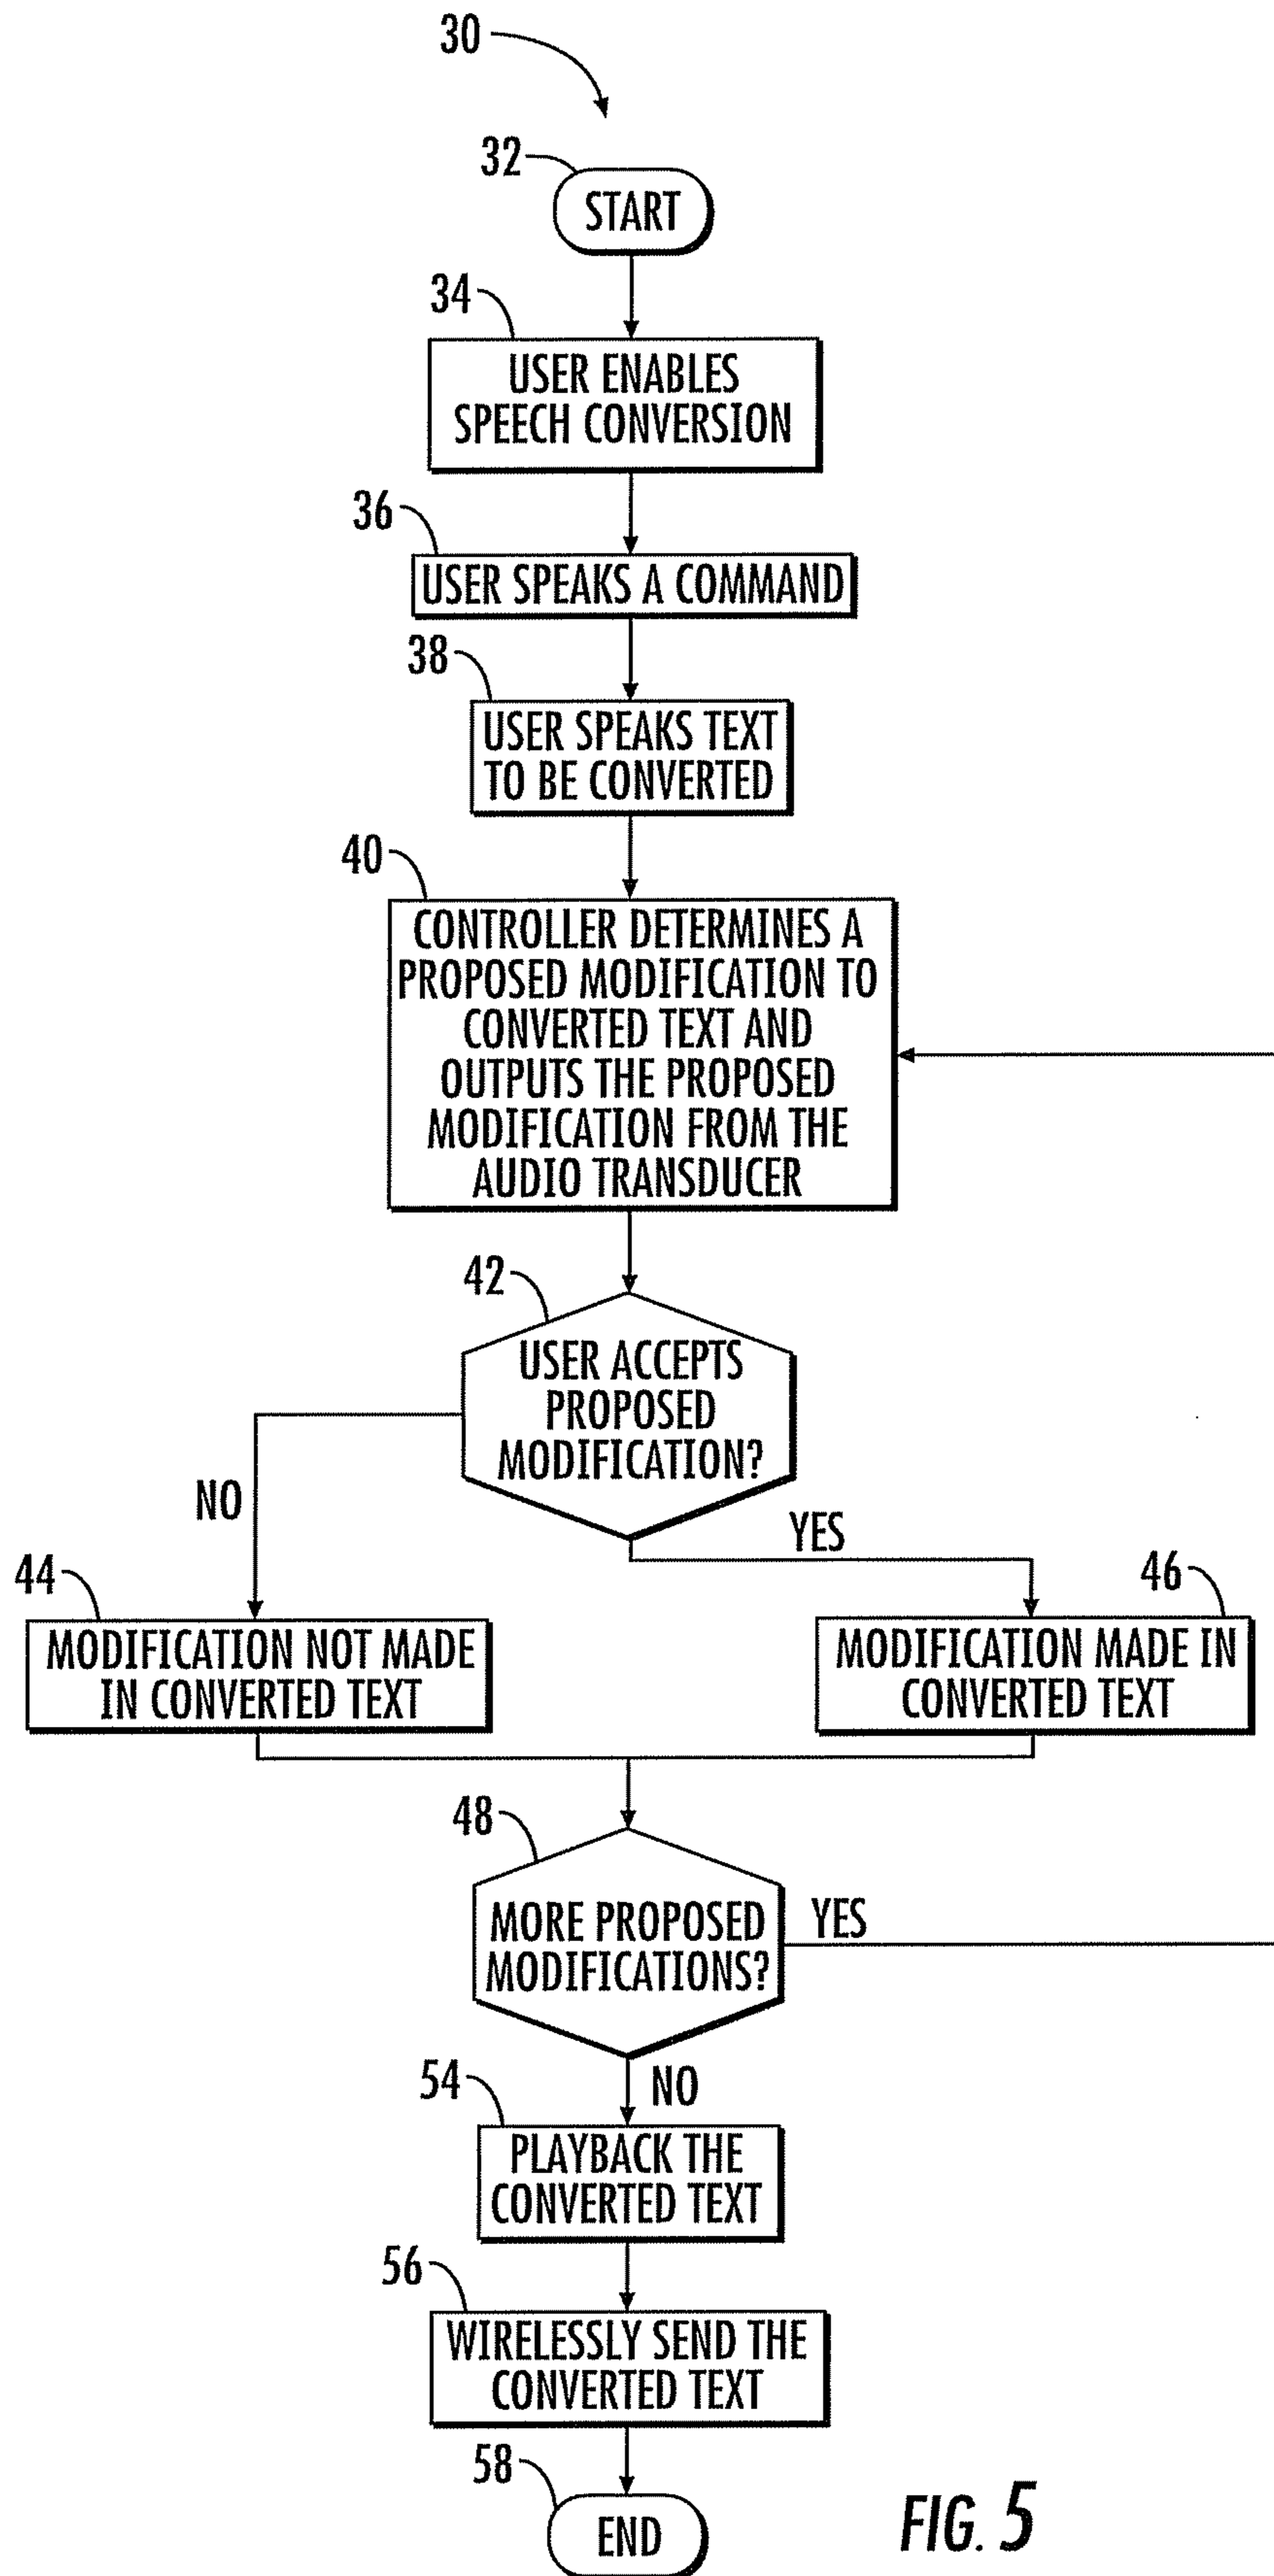 30
32
START
34
USER ENABLES
SPEECH CONVERSION
36
USER SPEAKS A COMMAND
38
USER SPEAKS TEXT
TO BE CONVERTED
40
CONTROLLER DETERMINES A
PROPOSED MODIFICATION TO
CONVERTED TEXT AND
OUTPUTS THE PROPOSED
MODIFICATION FROM THE
AUDIO TRANSDUCER
42
USER ACCEPTS
PROPOSED
MODIFICATION?
NO
YES
44
MODIFICATION NOT MADE
IN CONVERTED TEXT
46
MODIFICATION MADE IN
CONVERTED TEXT
48
MORE PROPOSED
MODIFICATIONS?
YES
NO
54
PLAYBACK THE
CONVERTED TEXT
56
WIRELESSLY SEND THE
CONVERTED TEXT
58
END
FIG. 5